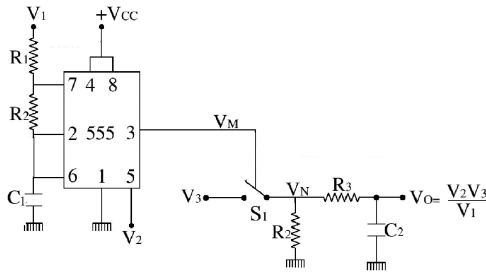 V₁ +VCC
R₁
7 4 8
R₂
2 555 3 VM
6 1 5
C₁
V₂
V₃ S₁ VN R₃ VO= V₂V₃/V₁
R₂ C₂